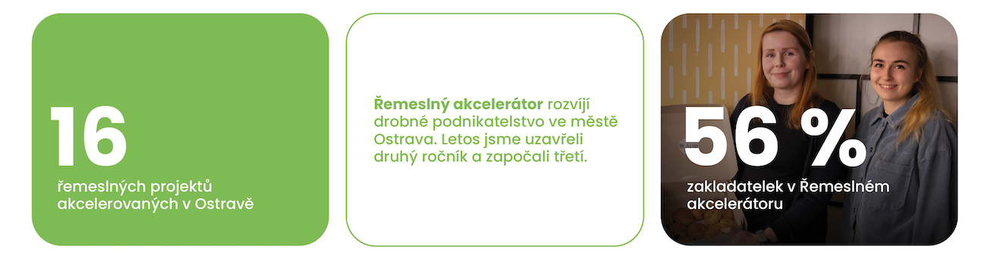 16
řemeslných projektů
akcelerovaných v Ostravě
Řemeslný akcelerátor rozvíjí
drobné podnikatelstvo ve městě
Ostrava. Letos jsme uzavřeli
druhý ročník a započali třetí.
56 %
zakladatelek v Řemeslném
akcelerátoru